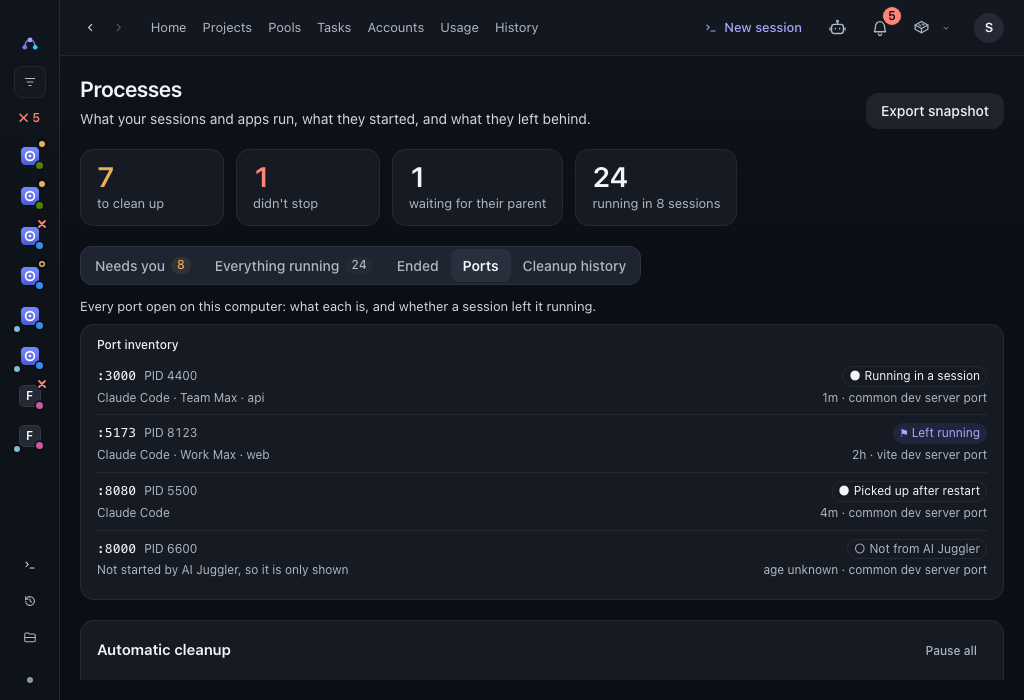 Home Projects Pools Tasks Accounts Usage History New session 5 S
5
F
F
Processes
What your sessions and apps run, what they started, and what they left behind.
Export snapshot
7
to clean up
1
didn't stop
1
waiting for their parent
24
running in 8 sessions
Needs you 8 Everything running 24 Ended Ports Cleanup history
Every port open on this computer: what each is, and whether a session left it running.
Port inventory
:3000 PID 4400 Running in a session
Claude Code · Team Max · api 1m · common dev server port
:5173 PID 8123 Left running
Claude Code · Work Max · web 2h · vite dev server port
:8080 PID 5500 Picked up after restart
Claude Code 4m · common dev server port
:8000 PID 6600 Not from AI Juggler
Not started by AI Juggler, so it is only shown age unknown · common dev server port
Automatic cleanup Pause all